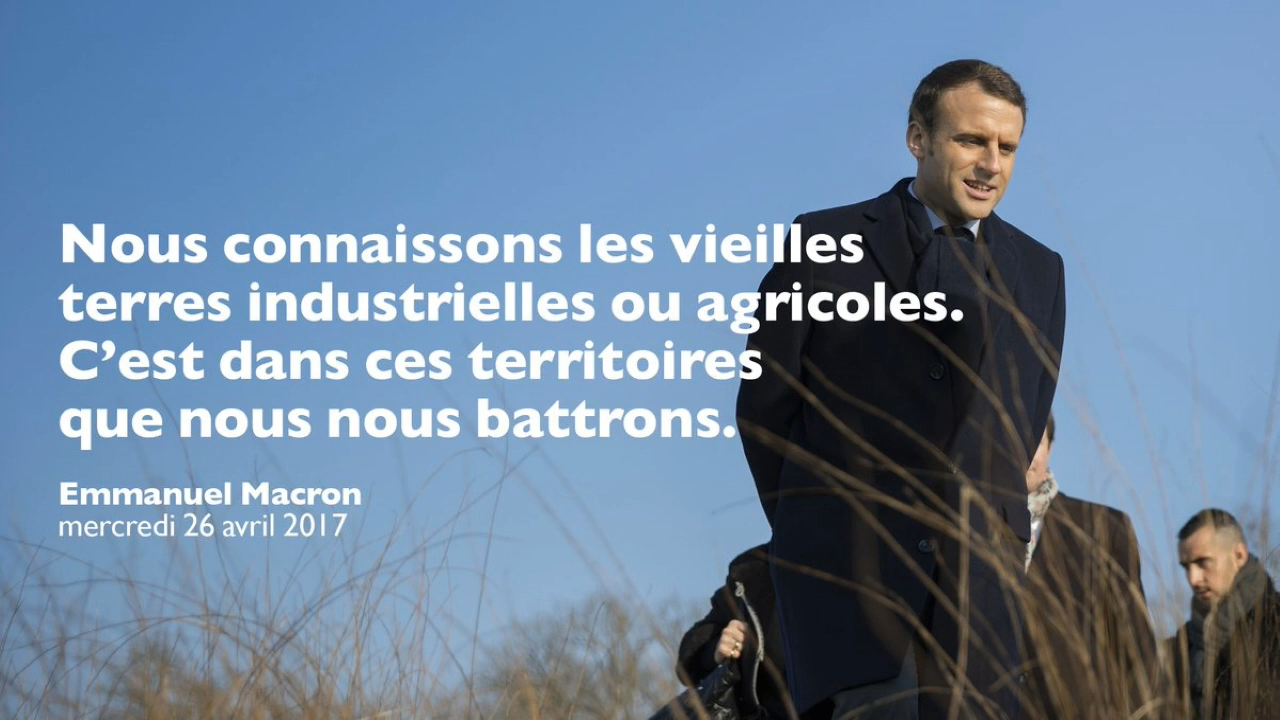 Nous connaissons les vieilles
terres industrielles ou agricoles.
C’est dans ces territoires
que nous nous battrons.
Emmanuel Macron
mercredi 26 avril 2017